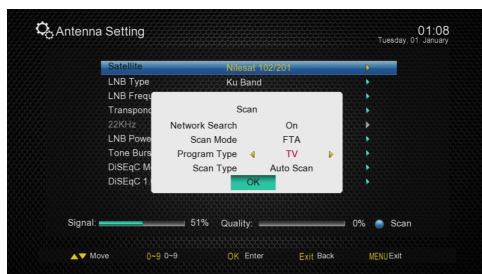 Antenna Setting
01:08
Tuesday, 01 January
Satellite Nilesat 102/201
LNB Type Ku Band
LNB Frequ
Transpond
22KHz
LNB Powe
Tone Burs
DiSEqC M
DiSEqC 1.
Scan
Network Search On
Scan Mode FTA
Program Type TV
Scan Type Auto Scan
OK
Signal: 51% Quality: 0% Scan
Move 0~9 0~9 OK Enter Exit Back MENU Exit